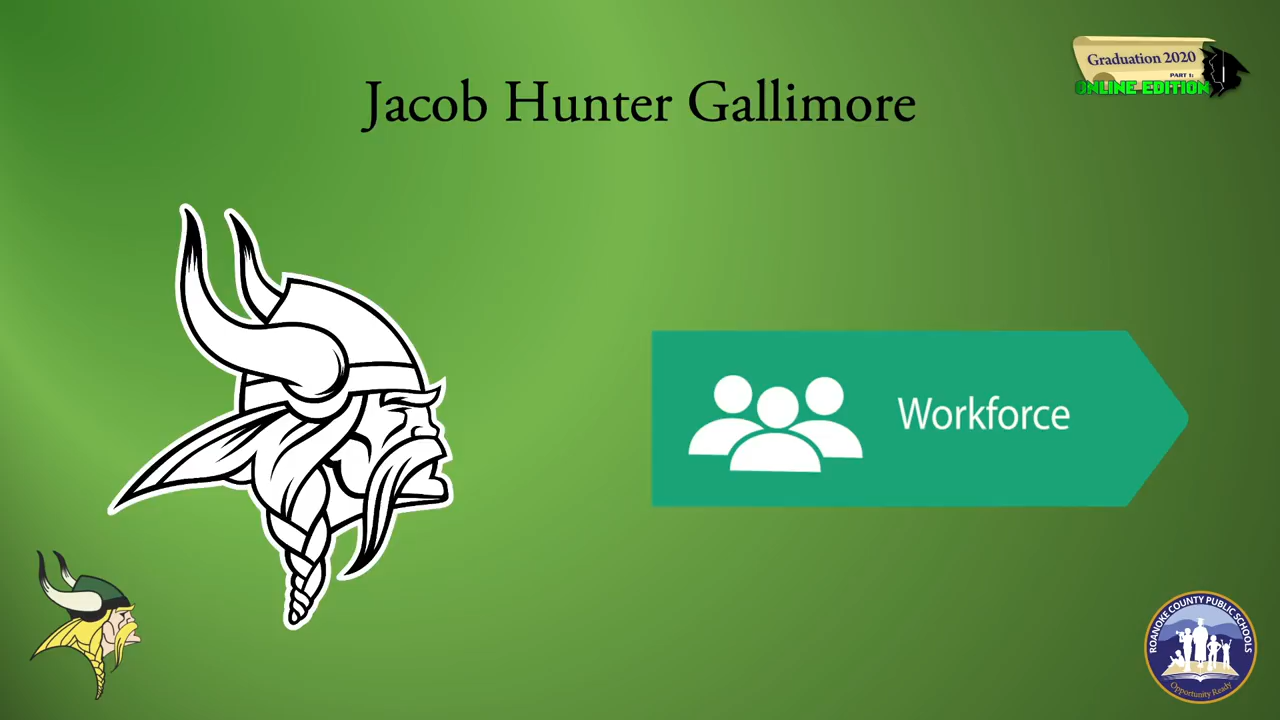 Graduation 2020
PART 1:
ONLINE EDITION
Jacob Hunter Gallimore
Workforce
ROANOKE COUNTY PUBLIC SCHOOLS
Opportunity Ready